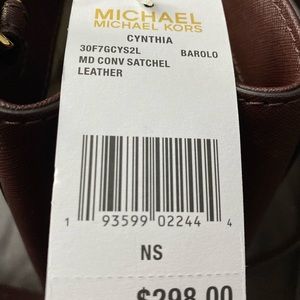 MICHAEL
MICHAEL KORS
CYNTHIA
30F7GCYS2L BAROLO
MD CONV SATCHEL
LEATHER
1 93599 02244 4
NS
$298.00